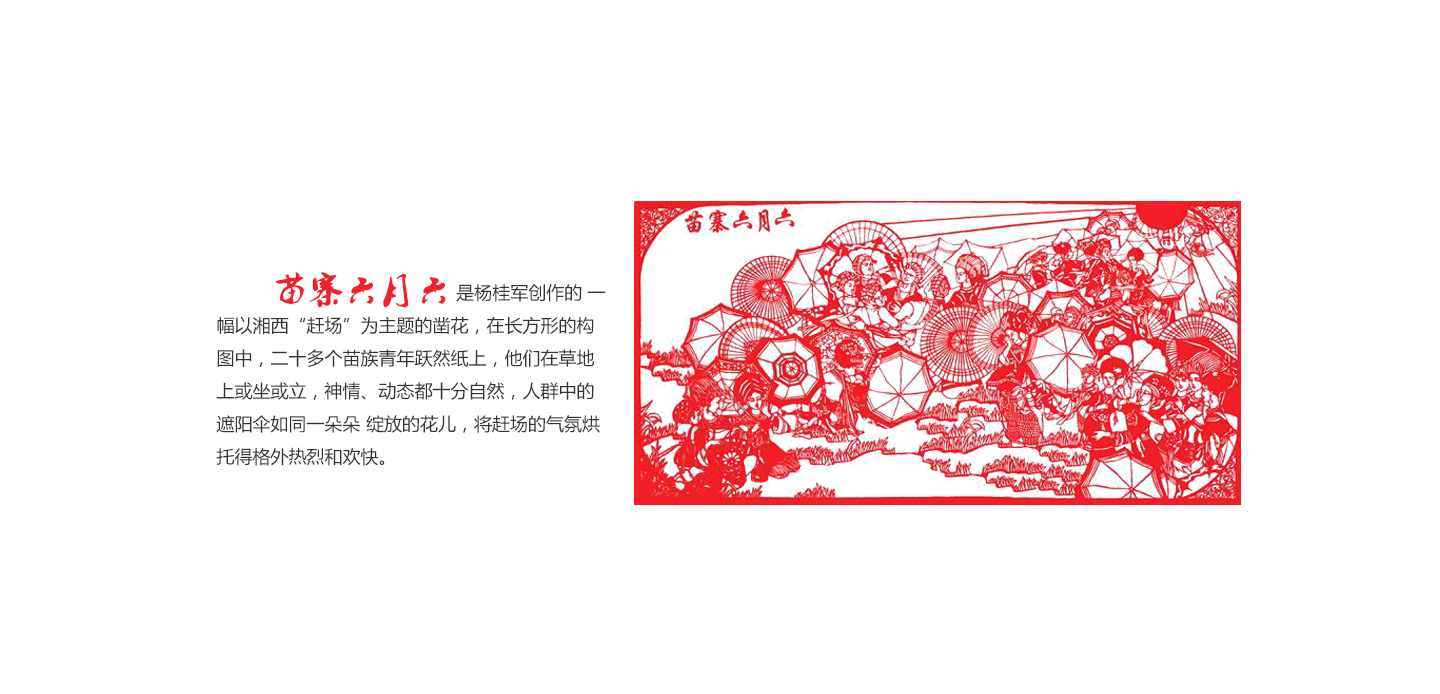 苗寨六月六 是杨桂军创作的 一
幅以湘西“赶场”为主题的凿花，在长方形的构
图中，二十多个苗族青年跃然纸上，他们在草地
上或坐或立，神情、动态都十分自然，人群中的
遮阳伞如同一朵朵 绽放的花儿，将赶场的气氛烘
托得格外热烈和欢快。
苗寨六月六